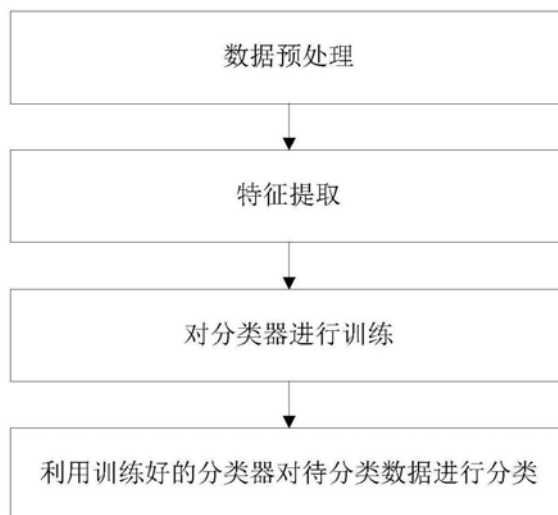 数据预处理
特征提取
对分类器进行训练
利用训练好的分类器对待分类数据进行分类